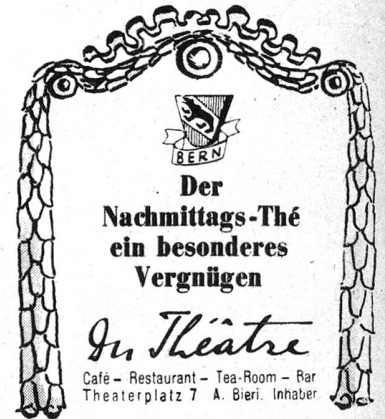 BERN
Der
Nachmittags-Thé
ein besonderes
Vergnügen
Du Théâtre
Café – Restaurant – Tea-Room – Bar
Theaterplatz 7 A. Bieri, Inhaber